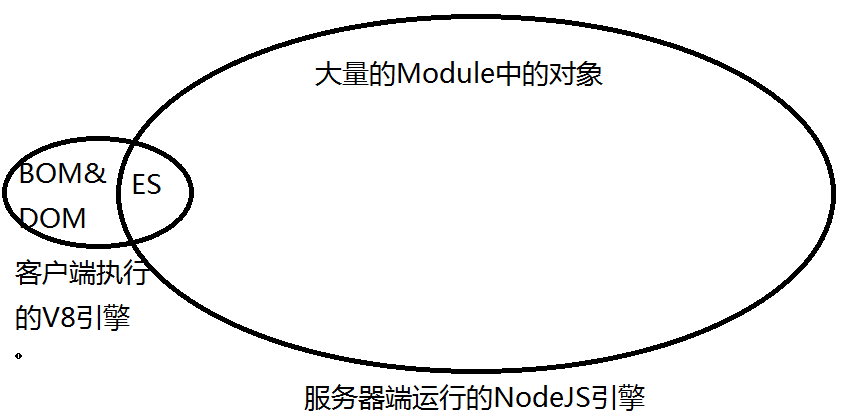 大量的Module中的对象
BOM&
ES
DOM
客户端执行
的V8引擎
。
服务器端运行的NodeJS引擎